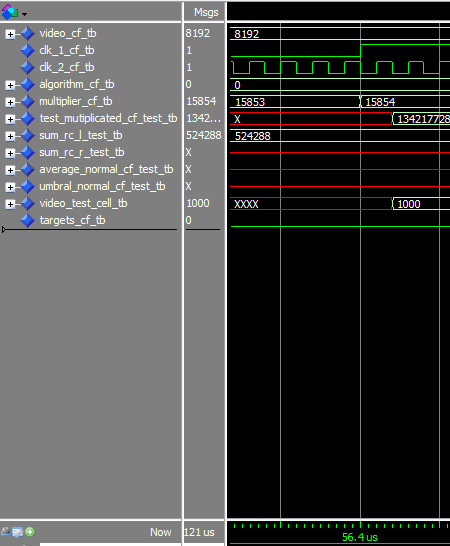 Msgs
video_cf_tb 8192 8192
clk_1_cf_tb 1
clk_2_cf_tb 1
algorithm_cf_tb 0 0
multiplier_cf_tb 15854 15853 15854
test_mutiplicated_cf_test_tb 1342... X 134217728
sum_rc_l_test_tb 524288 524288
sum_rc_r_test_tb X
average_normal_cf_test_tb X
umbral_normal_cf_test_tb X
video_test_cell_tb 1000 XXXX 1000
targets_cf_tb 0
Now 121 us
56.4 us